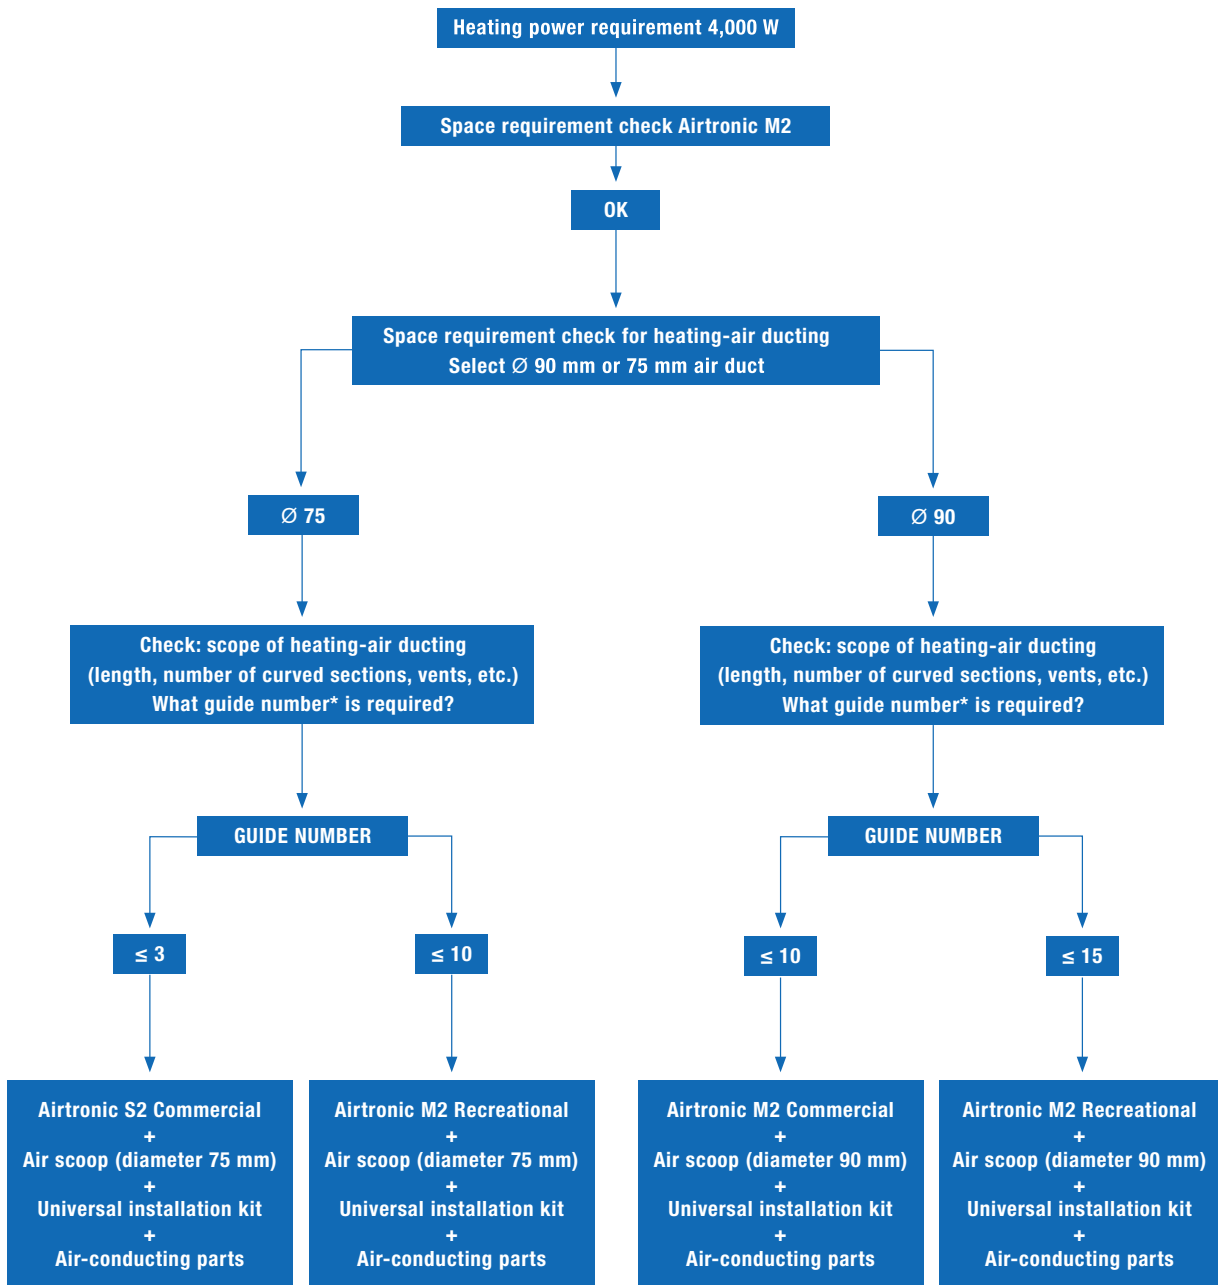 Heating power requirement 4,000 W
Space requirement check Airtronic M2
OK
Space requirement check for heating-air ducting
Select Ø 90 mm or 75 mm air duct
Ø 75
Ø 90
Check: scope of heating-air ducting
(length, number of curved sections, vents, etc.)
What guide number* is required?
Check: scope of heating-air ducting
(length, number of curved sections, vents, etc.)
What guide number* is required?
GUIDE NUMBER
GUIDE NUMBER
≤ 3
≤ 10
≤ 10
≤ 15
Airtronic S2 Commercial
+
Air scoop (diameter 75 mm)
+
Universal installation kit
+
Air-conducting parts
Airtronic M2 Recreational
+
Air scoop (diameter 75 mm)
+
Universal installation kit
+
Air-conducting parts
Airtronic M2 Commercial
+
Air scoop (diameter 90 mm)
+
Universal installation kit
+
Air-conducting parts
Airtronic M2 Recreational
+
Air scoop (diameter 90 mm)
+
Universal installation kit
+
Air-conducting parts